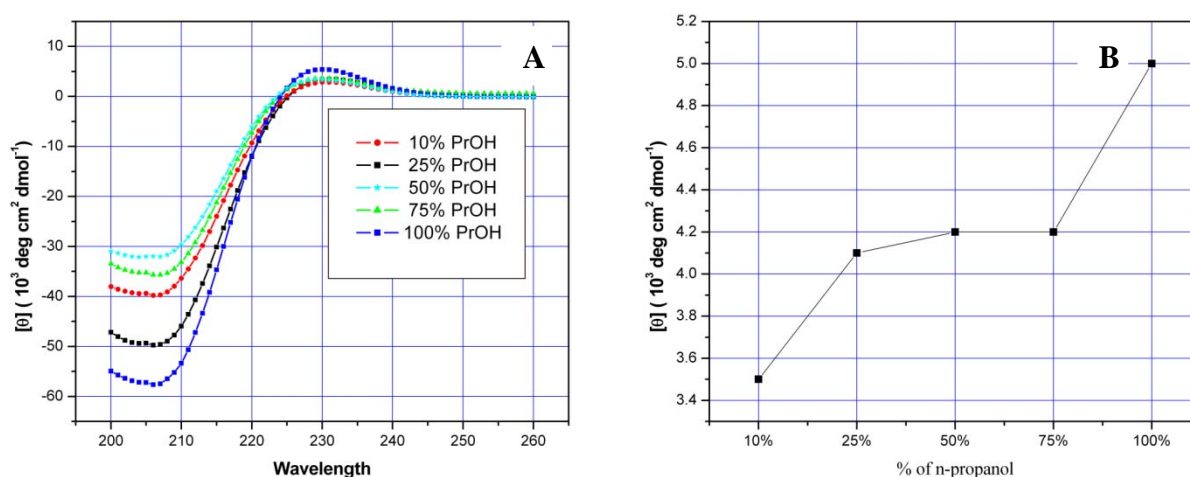 A
[θ] ( 10³ deg cm² dmol⁻¹)
10
0
-10
-20
-30
-40
-50
-60
10% PrOH
25% PrOH
50% PrOH
75% PrOH
100% PrOH
200 210 220 230 240 250 260
Wavelength
B
[θ] ( 10³ deg cm² dmol⁻¹)
5.2
5.0
4.8
4.6
4.4
4.2
4.0
3.8
3.6
3.4
10% 25% 50% 75% 100%
% of n-propanol